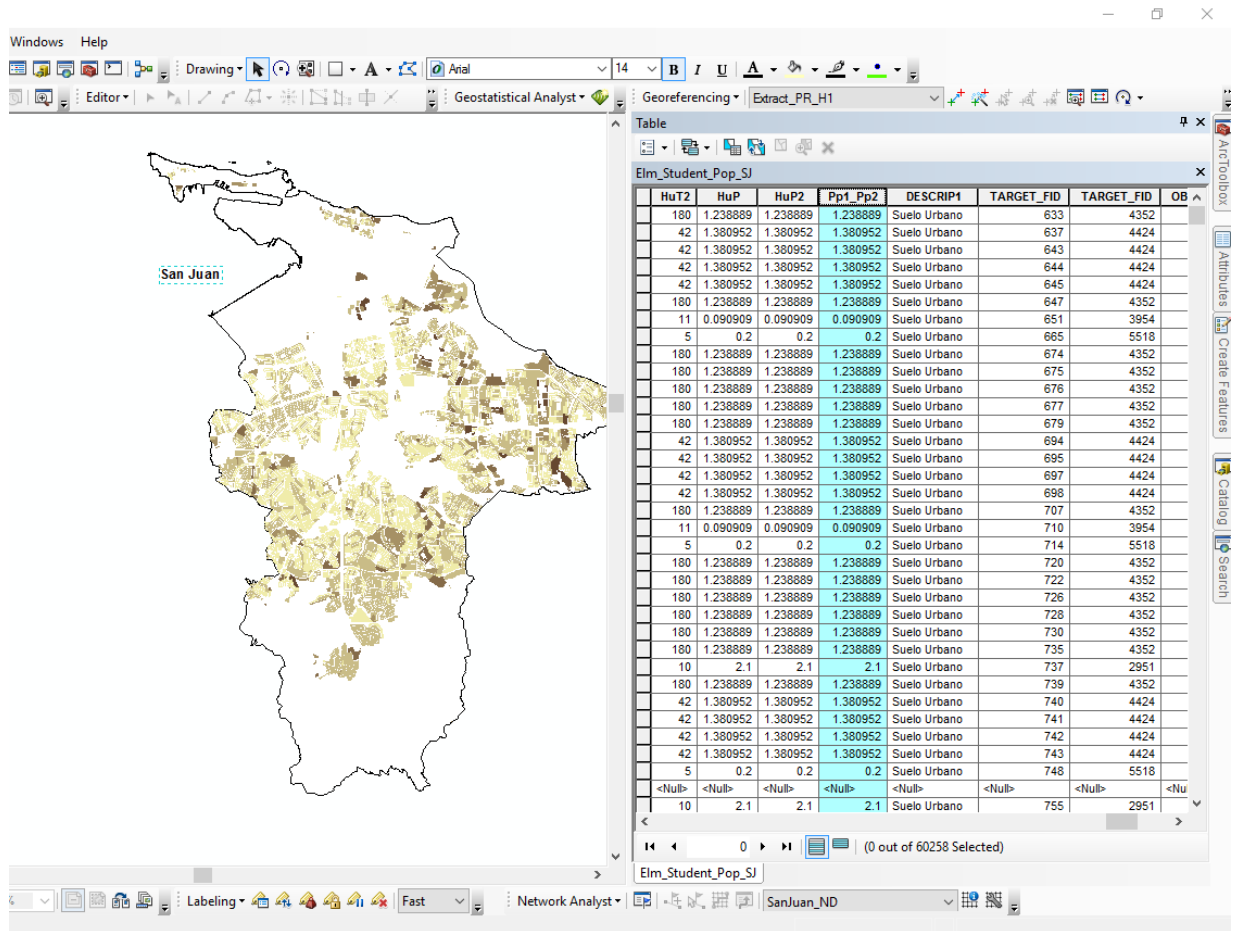 Windows Help
Drawing A Arial 14 B I U A
Editor Geostatistical Analyst Georeferencing Extract_PR_H1
Table
Elm_Student_Pop_SJ
HuT2 HuP HuP2 Pp1_Pp2 DESCRIP1 TARGET_FID TARGET_FID OB
180 1.238889 1.238889 1.238889 Suelo Urbano 633 4352
42 1.380952 1.380952 1.380952 Suelo Urbano 637 4424
42 1.380952 1.380952 1.380952 Suelo Urbano 643 4424
42 1.380952 1.380952 1.380952 Suelo Urbano 644 4424
42 1.380952 1.380952 1.380952 Suelo Urbano 645 4424
180 1.238889 1.238889 1.238889 Suelo Urbano 647 4352
11 0.090909 0.090909 0.090909 Suelo Urbano 651 3954
5 0.2 0.2 0.2 Suelo Urbano 665 5518
180 1.238889 1.238889 1.238889 Suelo Urbano 674 4352
180 1.238889 1.238889 1.238889 Suelo Urbano 675 4352
180 1.238889 1.238889 1.238889 Suelo Urbano 676 4352
180 1.238889 1.238889 1.238889 Suelo Urbano 677 4352
180 1.238889 1.238889 1.238889 Suelo Urbano 679 4352
42 1.380952 1.380952 1.380952 Suelo Urbano 694 4424
42 1.380952 1.380952 1.380952 Suelo Urbano 695 4424
42 1.380952 1.380952 1.380952 Suelo Urbano 697 4424
42 1.380952 1.380952 1.380952 Suelo Urbano 698 4424
180 1.238889 1.238889 1.238889 Suelo Urbano 707 4352
11 0.090909 0.090909 0.090909 Suelo Urbano 710 3954
5 0.2 0.2 0.2 Suelo Urbano 714 5518
180 1.238889 1.238889 1.238889 Suelo Urbano 720 4352
180 1.238889 1.238889 1.238889 Suelo Urbano 722 4352
180 1.238889 1.238889 1.238889 Suelo Urbano 726 4352
180 1.238889 1.238889 1.238889 Suelo Urbano 728 4352
180 1.238889 1.238889 1.238889 Suelo Urbano 730 4352
180 1.238889 1.238889 1.238889 Suelo Urbano 735 4352
10 2.1 2.1 2.1 Suelo Urbano 737 2951
180 1.238889 1.238889 1.238889 Suelo Urbano 739 4352
42 1.380952 1.380952 1.380952 Suelo Urbano 740 4424
42 1.380952 1.380952 1.380952 Suelo Urbano 741 4424
42 1.380952 1.380952 1.380952 Suelo Urbano 742 4424
42 1.380952 1.380952 1.380952 Suelo Urbano 743 4424
5 0.2 0.2 0.2 Suelo Urbano 748 5518
<Null> <Null> <Null> <Null> <Null> <Null> <Null> <Nu
10 2.1 2.1 2.1 Suelo Urbano 755 2951
0 (0 out of 60258 Selected)
Elm_Student_Pop_SJ
San Juan
ArcToolbox
Attributes
Create Features
Catalog
Search
% Labeling Fast Network Analyst SanJuan_ND